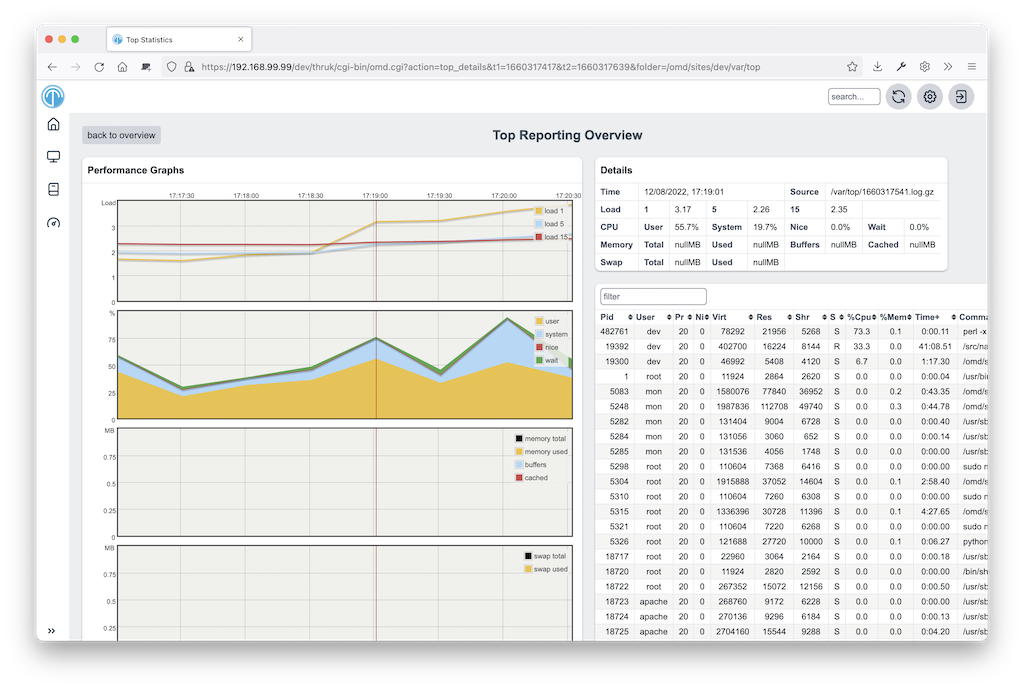 Top Statistics
https://192.168.99.99/dev/thruk/cgi-bin/omd.cgi?action=top_details&t1=1660317417&t2=1660317639&folder=/omd/sites/dev/var/top
search...
back to overview
Top Reporting Overview
Performance Graphs
17:17:30 17:18:00 17:18:30 17:19:00 17:19:30 17:20:00 17:20:30
Load
3
2
1
0
load 1
load 5
load 15
%
75
50
25
0
user
system
nice
wait
MB
0.75
0.5
0.25
0
memory total
memory used
buffers
cached
MB
0.75
0.5
0.25
swap total
swap used
Details
Time 12/08/2022, 17:19:01 Source /var/top/1660317541.log.gz
Load 1 3.17 5 2.26 15 2.35
CPU User 55.7% System 19.7% Nice 0.0% Wait 0.0%
Memory Total nullMB Used nullMB Buffers nullMB Cached nullMB
Swap Total nullMB Used nullMB
filter
Pid User Pr Ni Virt Res Shr S %Cpu %Mem Time+ Comma
482761 dev 20 0 78292 21956 5268 S 73.3 0.1 0:00.11 perl -x
19392 dev 20 0 402700 16224 8144 R 33.3 0.0 41:08.51 /src/na
19300 dev 20 0 46992 5408 4120 S 6.7 0.0 1:17.30 /omd/s
1 root 20 0 11924 2864 2620 S 0.0 0.0 0:00.04 /usr/bin
5083 mon 20 0 1580076 77840 36952 S 0.0 0.2 0:43.35 /omd/s
5248 mon 20 0 1987836 112708 49740 S 0.0 0.3 0:44.78 /omd/s
5282 mon 20 0 131404 9004 6728 S 0.0 0.0 0:00.40 /usr/sb
5284 mon 20 0 131056 3060 652 S 0.0 0.0 0:00.14 /usr/sb
5285 mon 20 0 131536 4056 1748 S 0.0 0.0 0:00.00 /usr/sb
5298 root 20 0 110604 7368 6416 S 0.0 0.0 0:00.00 sudo n
5304 root 20 0 1915888 37052 14604 S 0.0 0.1 2:58.40 /omd/s
5310 root 20 0 110604 7260 6308 S 0.0 0.0 0:00.00 sudo n
5315 root 20 0 1336396 30728 11396 S 0.0 0.1 4:27.65 /omd/s
5321 root 20 0 110604 7220 6268 S 0.0 0.0 0:00.00 sudo n
5326 root 20 0 121688 27720 10000 S 0.0 0.1 0:06.27 python
18717 root 20 0 22960 3064 2164 S 0.0 0.0 0:00.18 /usr/sb
18720 root 20 0 11924 2820 2592 S 0.0 0.0 0:00.00 /bin/sh
18722 root 20 0 267352 15072 12156 S 0.0 0.0 0:00.50 /usr/sb
18723 apache 20 0 268760 9172 6228 S 0.0 0.0 0:00.00 /usr/sb
18724 apache 20 0 270136 9296 6184 S 0.0 0.0 0:00.13 /usr/sb
18725 apache 20 0 2704160 15544 9288 S 0.0 0.0 0:04.20 /usr/sb